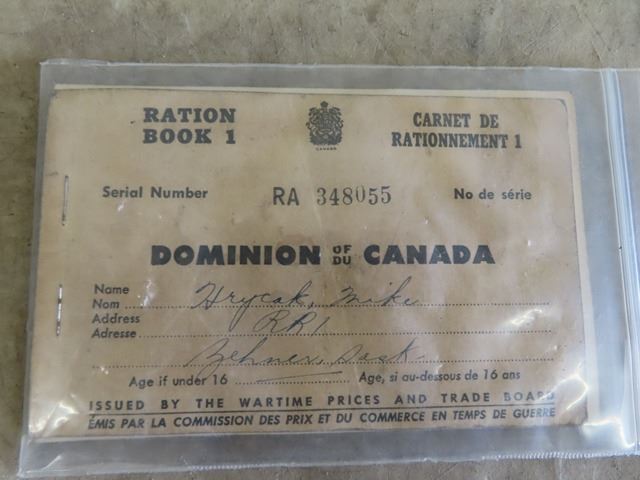 RATION BOOK 1
CANADA
CARNET DE RATIONNEMENT 1
Serial Number RA 348055 No de série
DOMINION OF DU CANADA
Name
Nom Hrycak, Mike
Address RR1
Adresse
Zehner, Sask
Age if under 16 Age, si au-dessous de 16 ans
ISSUED BY THE WARTIME PRICES AND TRADE BOARD
ÉMIS PAR LA COMMISSION DES PRIX ET DU COMMERCE EN TEMPS DE GUERRE